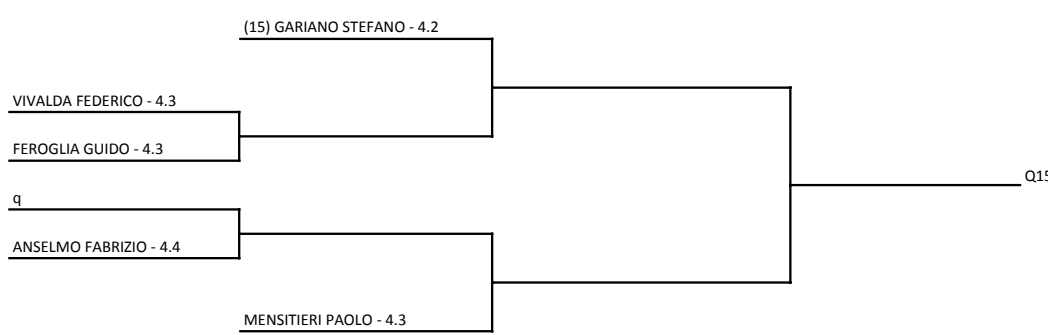 (15) GARIANO STEFANO - 4.2
VIVALDA FEDERICO - 4.3
FEROGLIA GUIDO - 4.3
Q15
q
ANSELMO FABRIZIO - 4.4
MENSITIERI PAOLO - 4.3